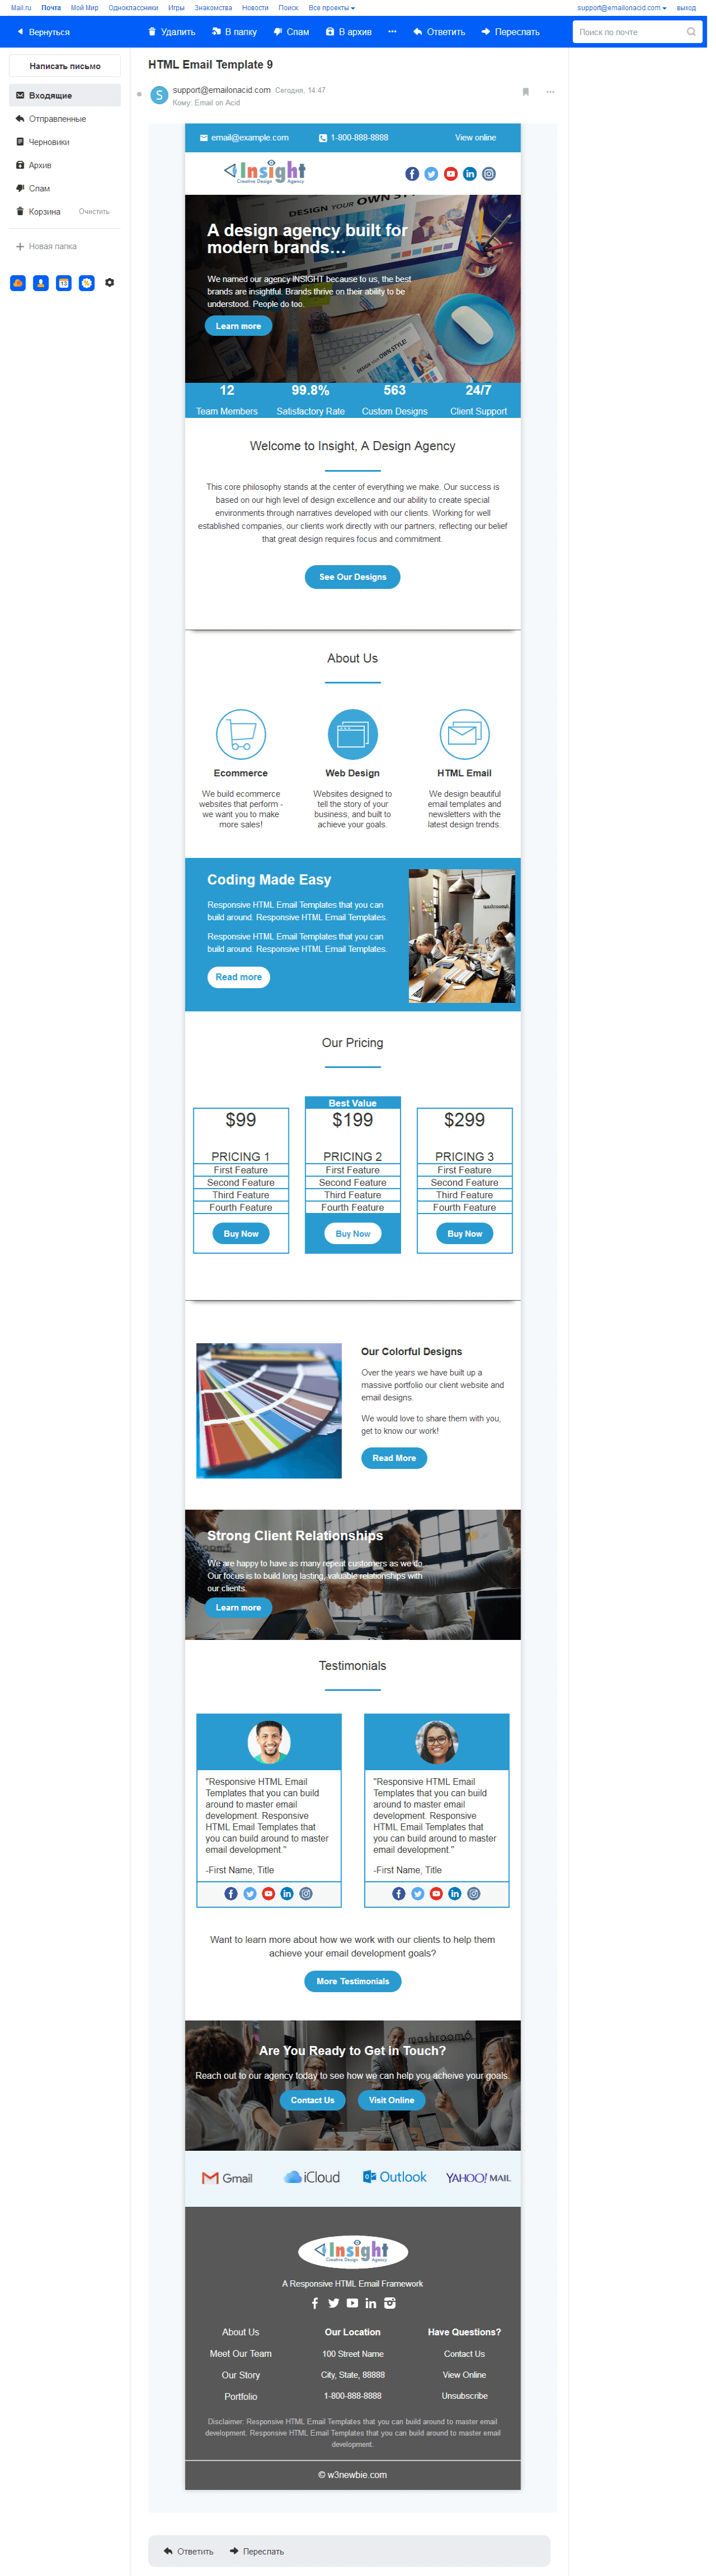 Mail.ru Почта Мой Мир Одноклассники Игры Знакомства Новости Поиск Все проекты support@emailonacid.com выход
Вернуться Удалить В папку Спам В архив Ответить Переслать Поиск по почте
Написать письмо
Входящие
Отправленные
Черновики
Архив
Спам
Корзина Очистить
Новая папка
13
HTML Email Template 9
S
support@emailonacid.com Сегодня, 14:47
Кому: Email on Acid
email@example.com 1-800-888-8888 View online
Insight
Creative Design Agency
A design agency built for
modern brands...
We named our agency INSIGHT because to us, the best
brands are insightful. Brands thrive on their ability to be
understood. People do too.
Learn more
12 99.8% 563 24/7
Team Members Satisfactory Rate Custom Designs Client Support
Welcome to Insight, A Design Agency
This core philosophy stands at the center of everything we make. Our success is
based on our high level of design excellence and our ability to create special
environments through narratives developed with our clients. Working for well
established companies, our clients work directly with our partners, reflecting our belief
that great design requires focus and commitment.
See Our Designs
About Us
Ecommerce
We build ecommerce
websites that perform -
we want you to make
more sales!
Web Design
Websites designed to
tell the story of your
business, and built to
achieve your goals.
HTML Email
We design beautiful
email templates and
newsletters with the
latest design trends.
Coding Made Easy
Responsive HTML Email Templates that you can
build around. Responsive HTML Email Templates.
Responsive HTML Email Templates that you can
build around. Responsive HTML Email Templates.
Read more
mashroom6
Our Pricing
$99
PRICING 1
First Feature
Second Feature
Third Feature
Fourth Feature
Buy Now
Best Value
$199
PRICING 2
First Feature
Second Feature
Third Feature
Fourth Feature
Buy Now
$299
PRICING 3
First Feature
Second Feature
Third Feature
Fourth Feature
Buy Now
Our Colorful Designs
Over the years we have built up a
massive portfolio our client website and
email designs.
We would love to share them with you,
get to know our work!
Read More
Strong Client Relationships
We are happy to have as many repeat customers as we do.
Our focus is to build long lasting, valuable relationships with
our clients.
Learn more
Testimonials
"Responsive HTML Email
Templates that you can build
around to master email
development. Responsive
HTML Email Templates that
you can build around to master
email development."
-First Name, Title
"Responsive HTML Email
Templates that you can build
around to master email
development. Responsive
HTML Email Templates that
you can build around to master
email development."
-First Name, Title
Want to learn more about how we work with our clients to help them
achieve your email development goals?
More Testimonials
mashroom6
Are You Ready to Get in Touch?
Reach out to our agency today to see how we can help you acheive your goals.
Contact Us Visit Online
Gmail iCloud Outlook YAHOO! MAIL
Insight
Creative Design Agency
A Responsive HTML Email Framework
About Us
Meet Our Team
Our Story
Portfolio
Our Location
100 Street Name
City, State, 88888
1-800-888-8888
Have Questions?
Contact Us
View Online
Unsubscribe
Disclaimer: Responsive HTML Email Templates that you can build around to master email
development. Responsive HTML Email Templates that you can build around to master email
development.
© w3newbie.com
Ответить Переслать